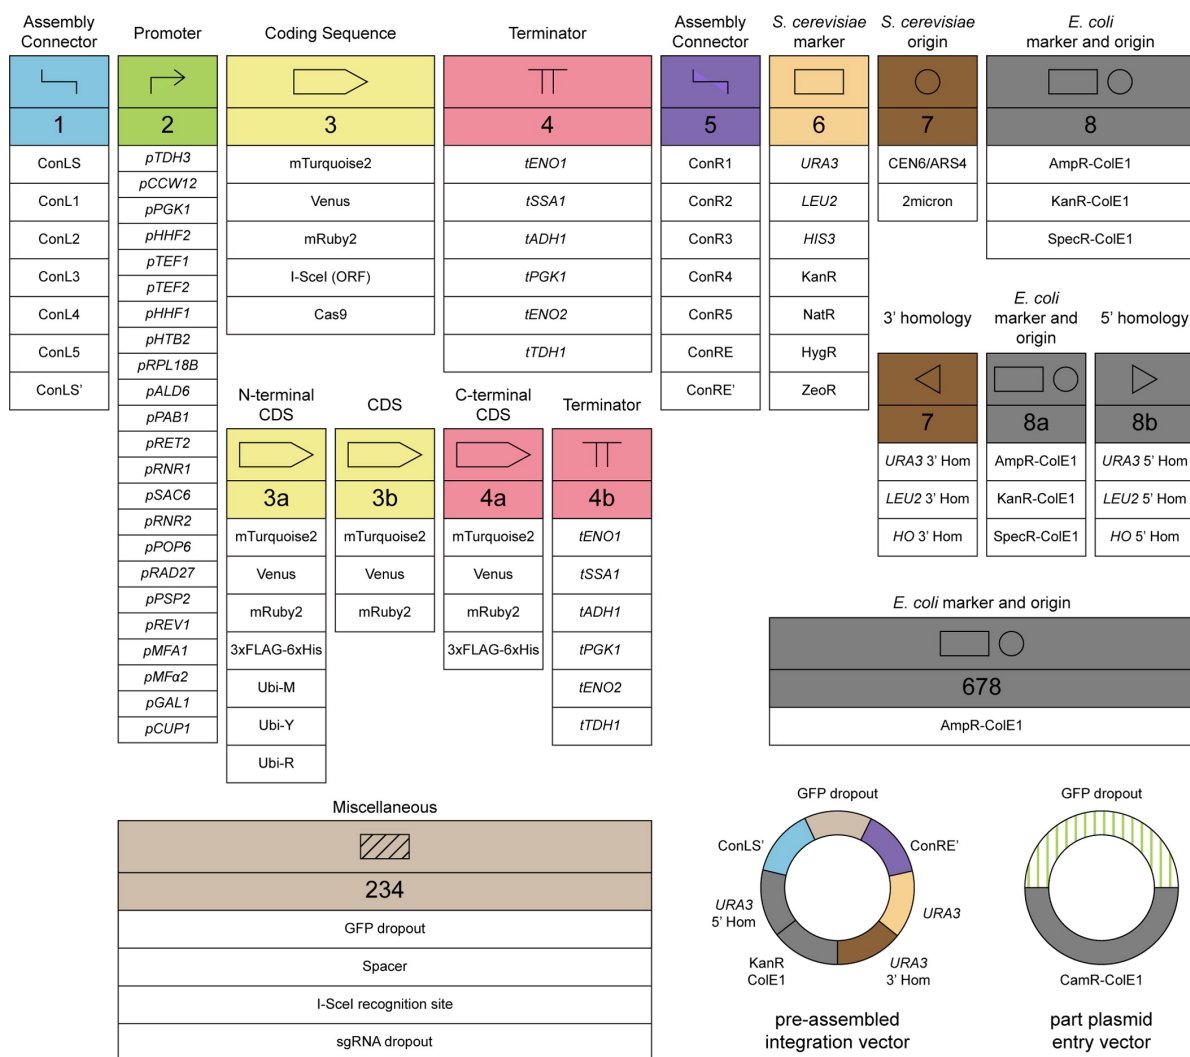 Assembly
Connector
Promoter
Coding Sequence
Terminator
Assembly
Connector
S. cerevisiae
marker
S. cerevisiae
origin
E. coli
marker and origin
1
2
3
4
5
6
7
8
ConLS
ConL1
ConL2
ConL3
ConL4
ConL5
ConLS’
pTDH3
pCCW12
pPGK1
pHHF2
pTEF1
pTEF2
pHHF1
pHTB2
pRPL18B
pALD6
pPAB1
pRET2
pRNR1
pSAC6
pRNR2
pPOP6
pRAD27
pPSP2
pREV1
pMFA1
pMFα2
pGAL1
pCUP1
mTurquoise2
Venus
mRuby2
I-SceI (ORF)
Cas9
tENO1
tSSA1
tADH1
tPGK1
tENO2
tTDH1
ConR1
ConR2
ConR3
ConR4
ConR5
ConRE
ConRE’
URA3
LEU2
HIS3
KanR
NatR
HygR
ZeoR
CEN6/ARS4
2micron
AmpR-ColE1
KanR-ColE1
SpecR-ColE1
N-terminal
CDS
3a
mTurquoise2
Venus
mRuby2
3xFLAG-6xHis
Ubi-M
Ubi-Y
Ubi-R
CDS
3b
mTurquoise2
Venus
mRuby2
C-terminal
CDS
4a
mTurquoise2
Venus
mRuby2
3xFLAG-6xHis
Terminator
4b
tENO1
tSSA1
tADH1
tPGK1
tENO2
tTDH1
3’ homology
7
URA3 3’ Hom
LEU2 3’ Hom
HO 3’ Hom
E. coli
marker and
origin
8a
AmpR-ColE1
KanR-ColE1
SpecR-ColE1
5’ homology
8b
URA3 5’ Hom
LEU2 5’ Hom
HO 5’ Hom
E. coli marker and origin
678
AmpR-ColE1
Miscellaneous
234
GFP dropout
Spacer
I-SceI recognition site
sgRNA dropout
GFP dropout
ConLS’
ConRE’
URA3
5’ Hom
URA3
KanR
ColE1
URA3
3’ Hom
pre-assembled
integration vector
GFP dropout
CamR-ColE1
part plasmid
entry vector